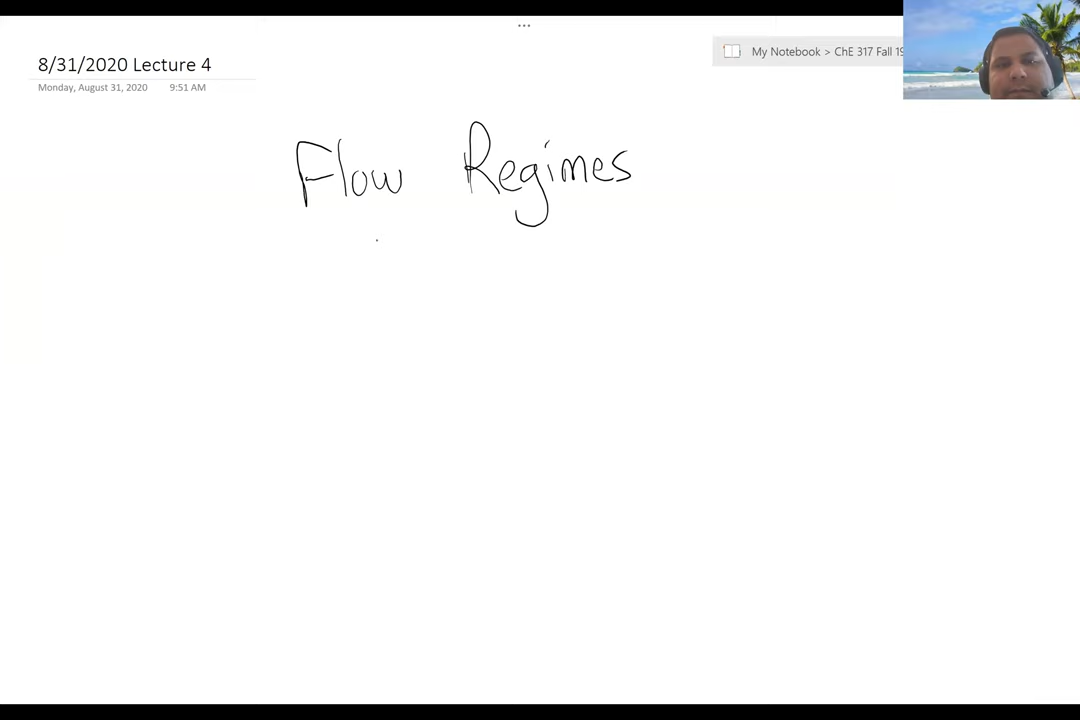 8/31/2020 Lecture 4
Monday, August 31, 2020 9:51 AM
My Notebook > ChE 317 Fall 19
Flow Regimes